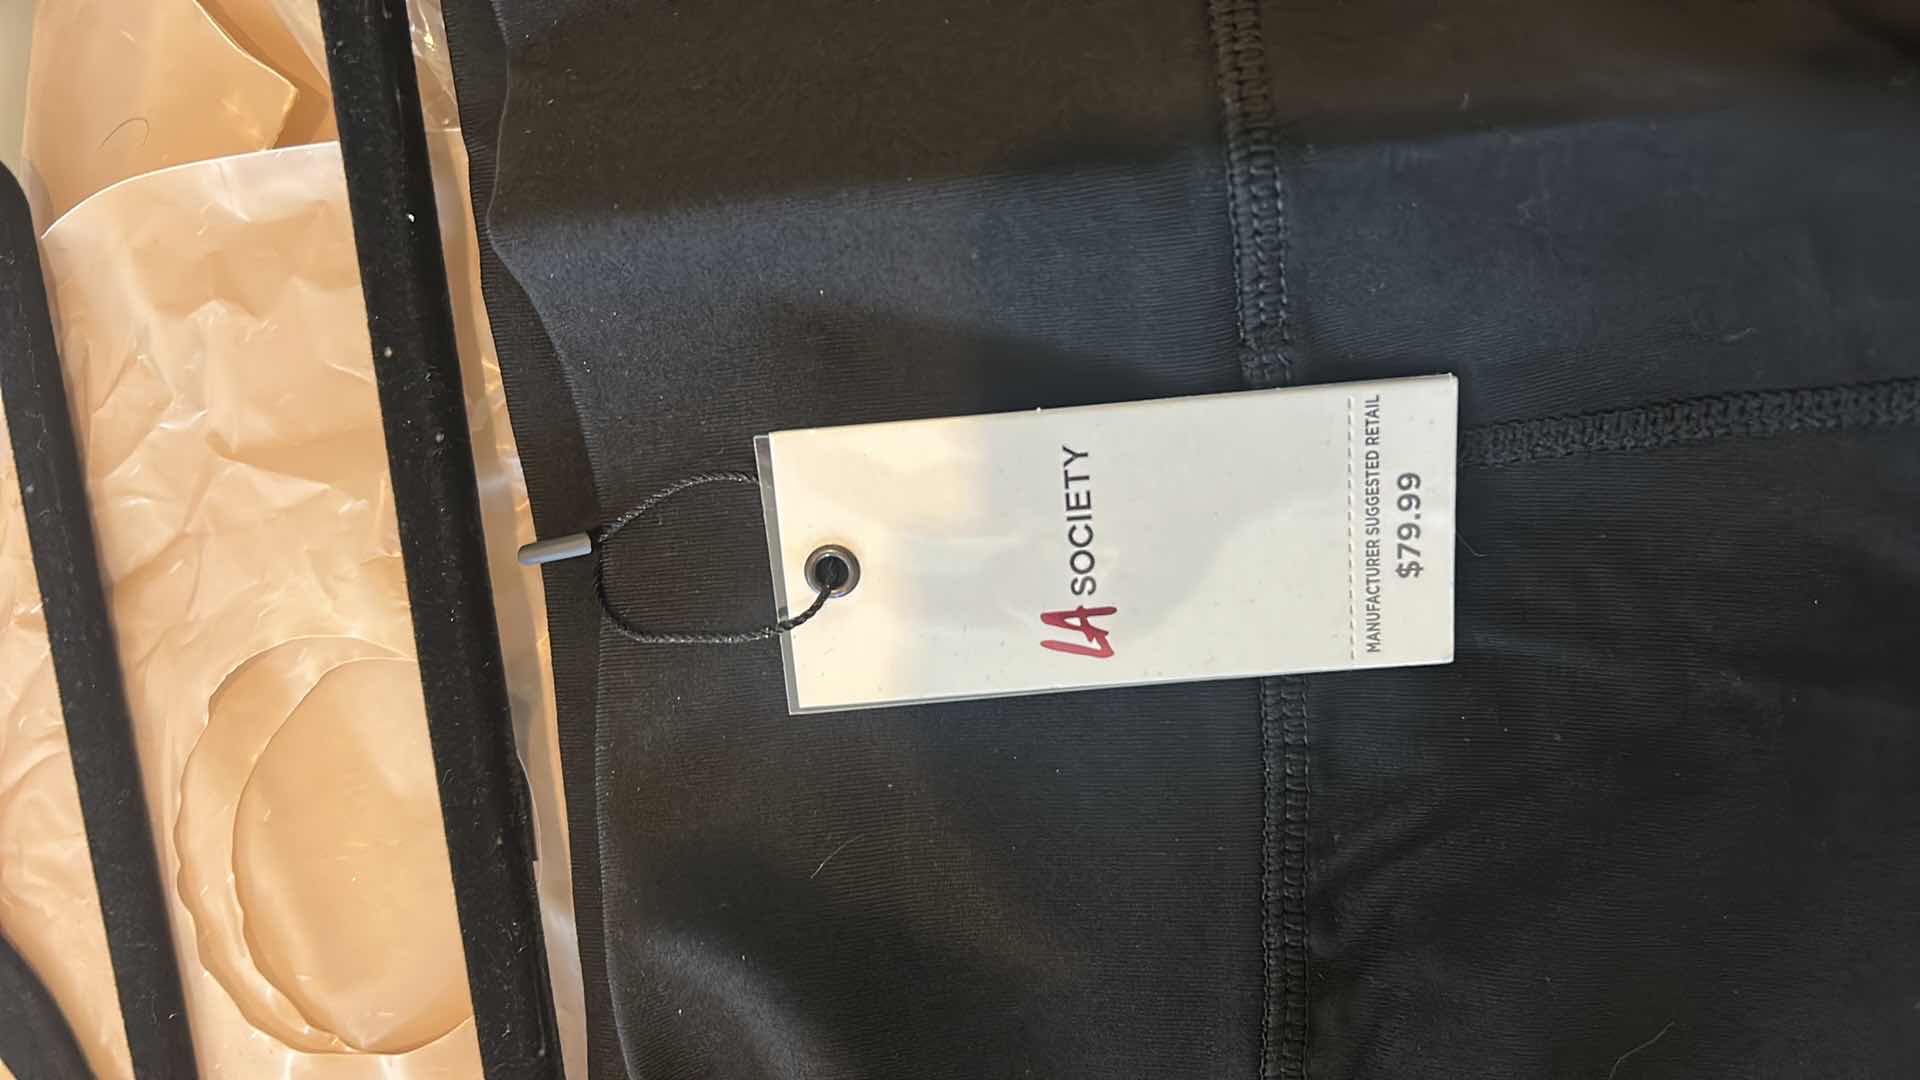 LA SOCIETY
MANUFACTURER SUGGESTED RETAIL
$79.99